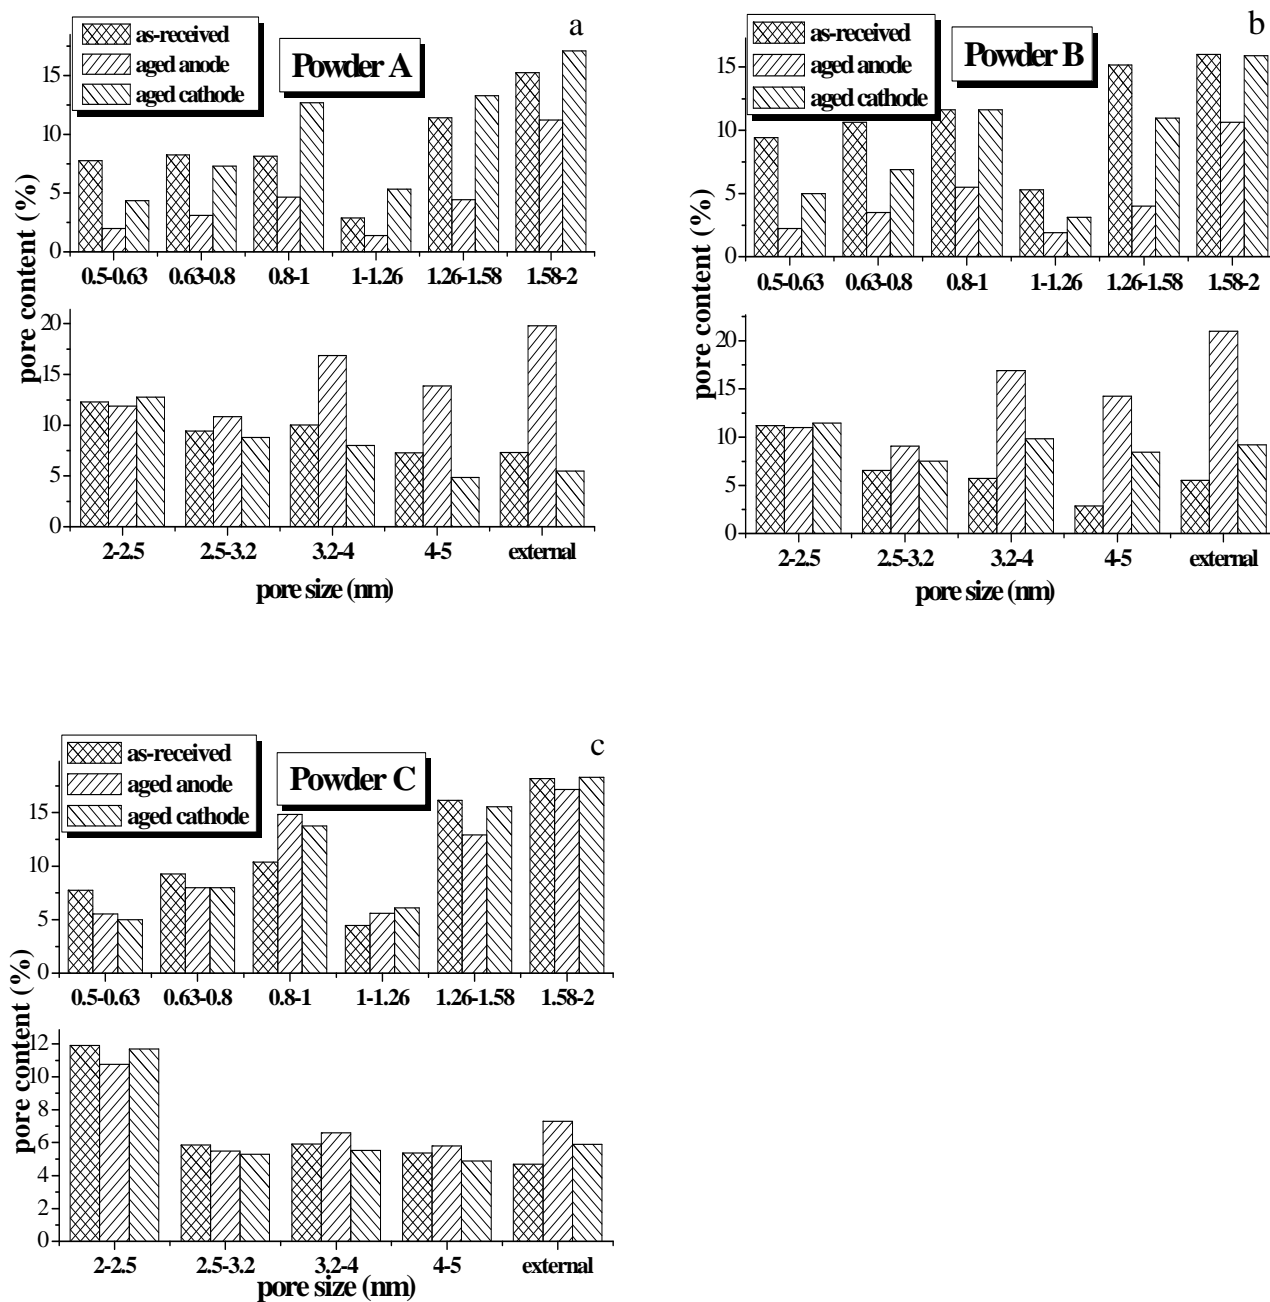 a
as-received
aged anode
aged cathode
Powder A
pore content (%)
15
10
5
0
0.5-0.63 0.63-0.8 0.8-1 1-1.26 1.26-1.58 1.58-2
20
15
10
5
0
2-2.5 2.5-3.2 3.2-4 4-5 external
pore size (nm)
b
as-received
aged anode
aged cathode
Powder B
pore content (%)
15
10
5
0
0.5-0.63 0.63-0.8 0.8-1 1-1.26 1.26-1.58 1.58-2
20
15
10
5
0
2-2.5 2.5-3.2 3.2-4 4-5 external
pore size (nm)
c
as-received
aged anode
aged cathode
Powder C
pore content (%)
15
10
5
0
0.5-0.63 0.63-0.8 0.8-1 1-1.26 1.26-1.58 1.58-2
12
10
8
6
4
2
0
2-2.5 2.5-3.2 3.2-4 4-5 external
pore size (nm)